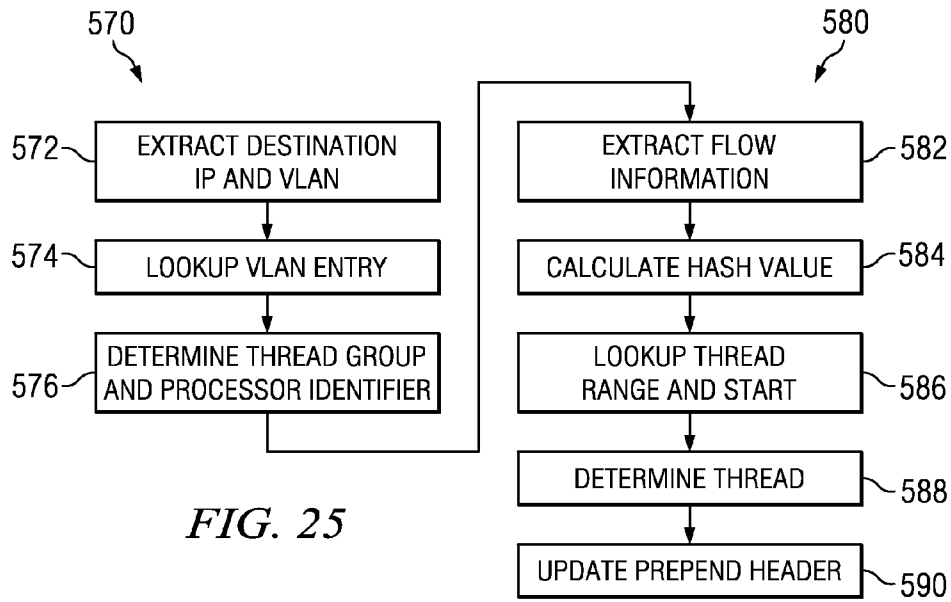 570
572
EXTRACT DESTINATION
IP AND VLAN
574
LOOKUP VLAN ENTRY
576
DETERMINE THREAD GROUP
AND PROCESSOR IDENTIFIER
580
EXTRACT FLOW
INFORMATION
582
CALCULATE HASH VALUE
584
LOOKUP THREAD
RANGE AND START
586
DETERMINE THREAD
588
UPDATE PREPEND HEADER
590
FIG. 25